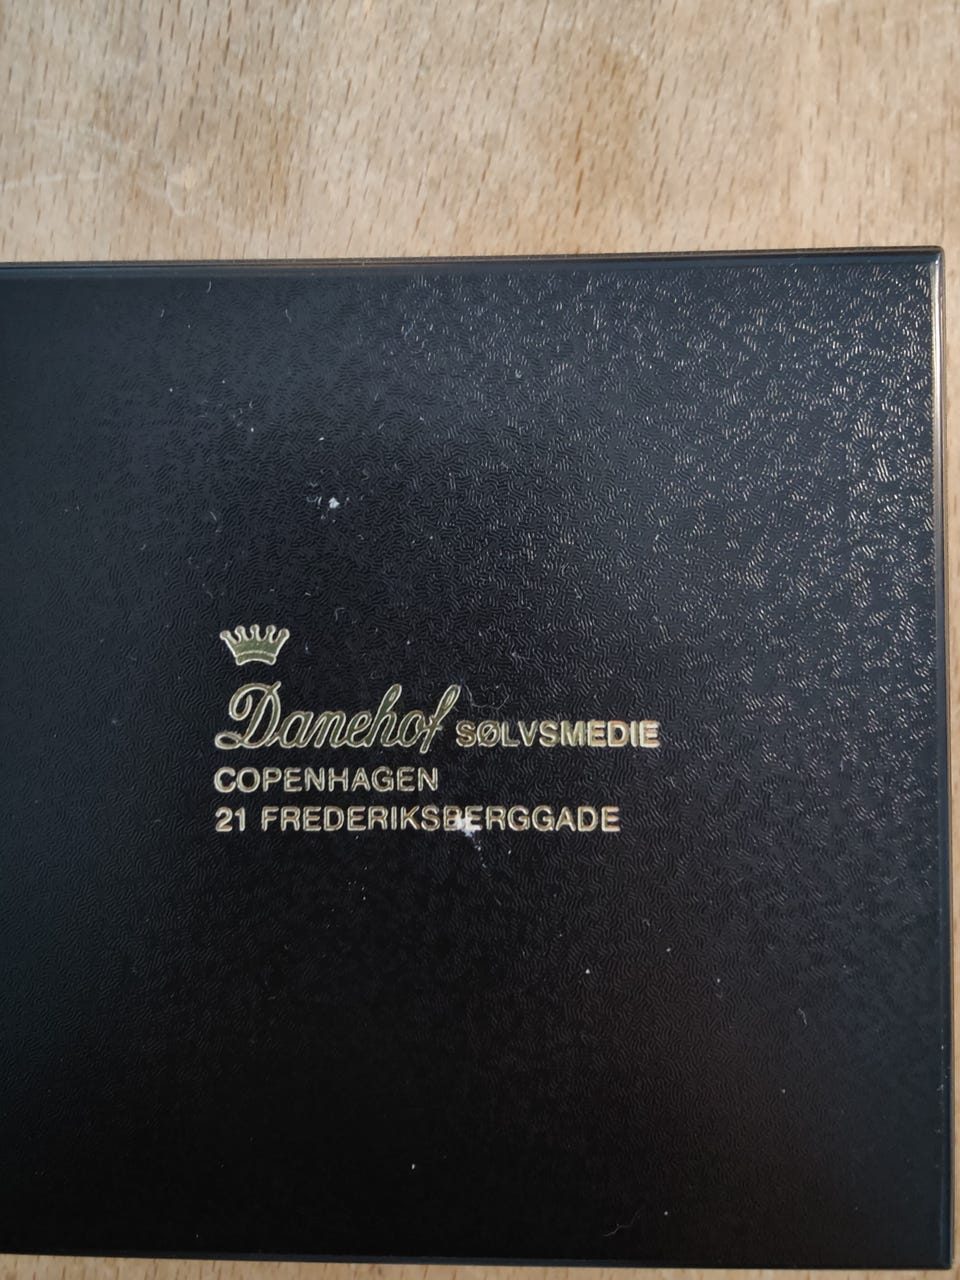 Danehof SØLVSMEDIE
COPENHAGEN
21 FREDERIKSBERGGADE